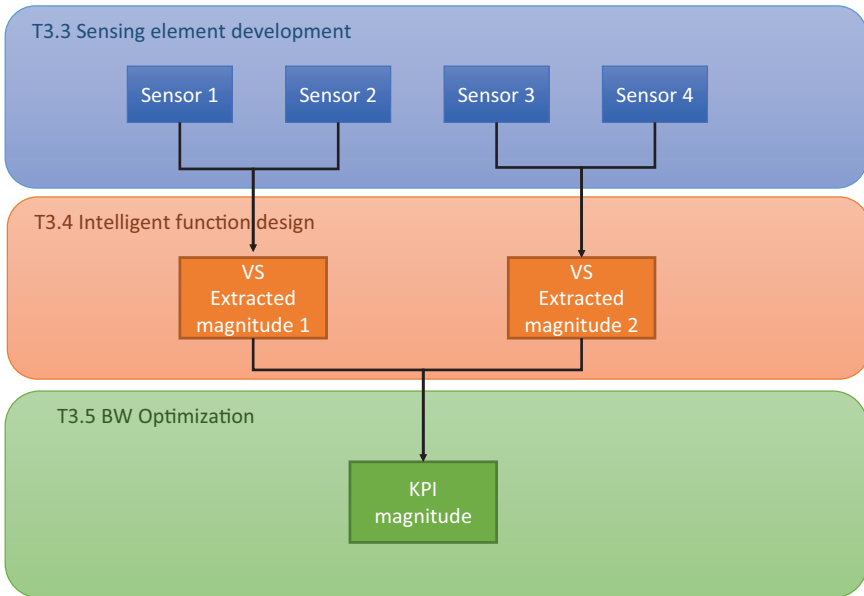 T3.3 Sensing element development
Sensor 1
Sensor 2
Sensor 3
Sensor 4
T3.4 Intelligent function design
VS
Extracted
magnitude 1
VS
Extracted
magnitude 2
T3.5 BW Optimization
KPI
magnitude